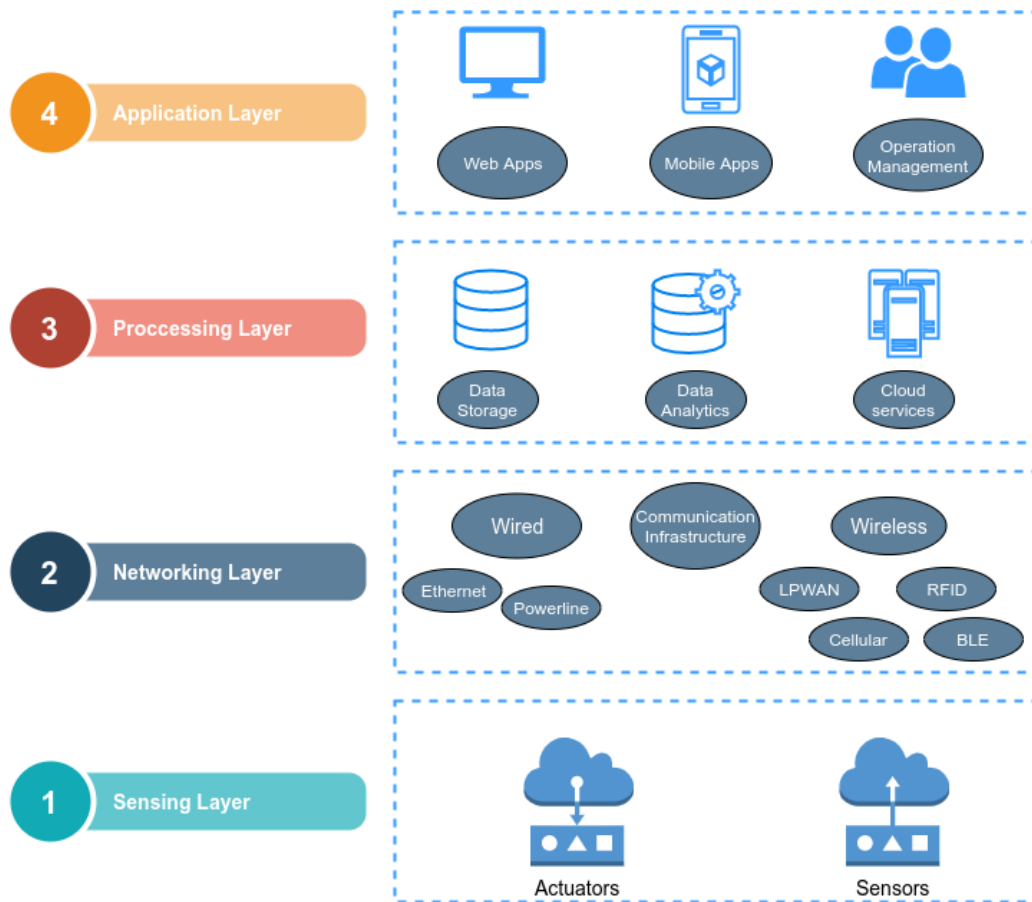 4
Application Layer
Web Apps
Mobile Apps
Operation
Management
3
Proccessing Layer
Data
Storage
Data
Analytics
Cloud
services
2
Networking Layer
Wired
Communication
Infrastructure
Wireless
Ethernet
Powerline
LPWAN
RFID
Cellular
BLE
1
Sensing Layer
Actuators
Sensors